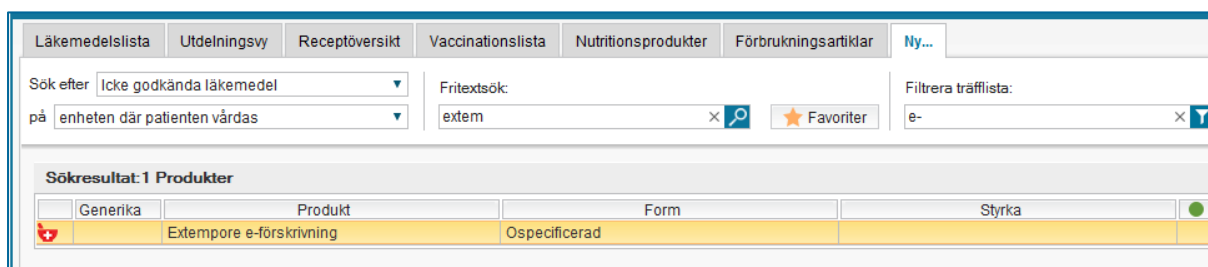 Läkemedelslista Utdelningsvy Receptöversikt Vaccinationslista Nutritionsprodukter Förbrukningsartiklar Ny...
Sök efter Icke godkända läkemedel Fritextsök: Filtrera träfflista:
på enheten där patienten vårdas extem Favoriter e-
Sökresultat:1 Produkter
Generika Produkt Form Styrka
Extempore e-förskrivning Ospecificerad